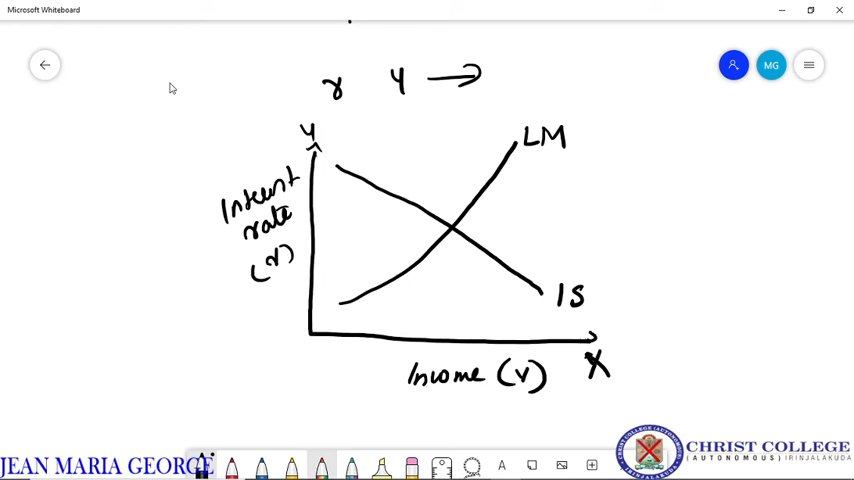 Microsoft Whiteboard
MG
r Y →
Y
LM
Interest
rate
(r)
IS
Income (Y)
X
A
JEAN MARIA GEORGE
CHRIST COLLEGE
(AUTONOMOUS) IRINJALAKUDA